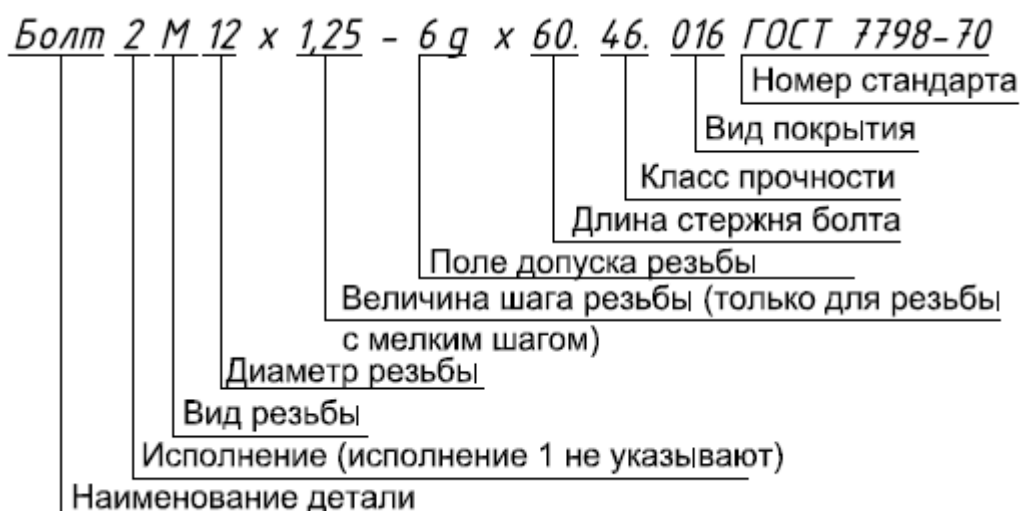 Болт 2 М 12 х 1,25 - 6 g х 60. 46. 016 ГОСТ 7798-70
Номер стандарта
Вид покрытия
Класс прочности
Длина стержня болта
Поле допуска резьбы
Величина шага резьбы (только для резьбы
с мелким шагом)
Диаметр резьбы
Вид резьбы
Исполнение (исполнение 1 не указывают)
Наименование детали